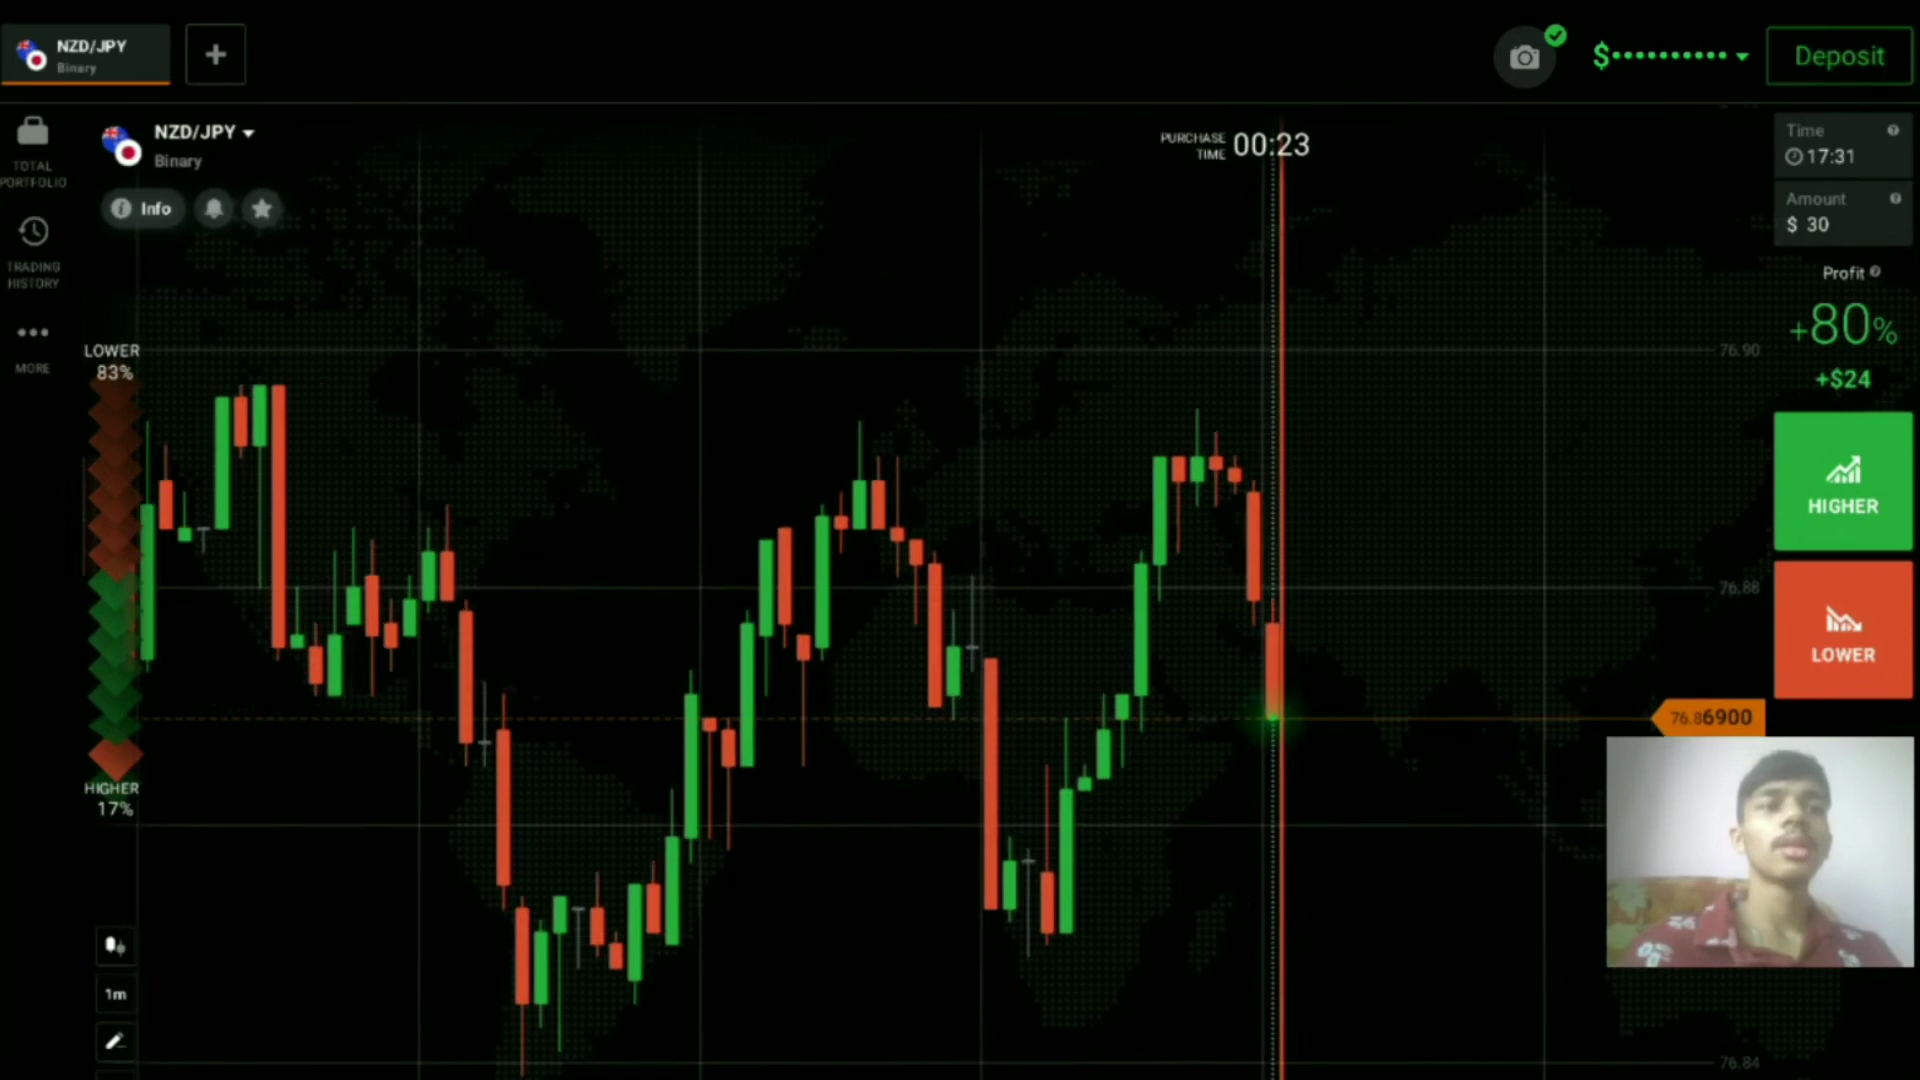 NZD/JPY
Binary
+
$••••••••••
Deposit
TOTAL
PORTFOLIO
NZD/JPY
Binary
Info
PURCHASE
TIME
00:23
Time
17:31
Amount
$ 30
TRADING
HISTORY
Profit
+80%
+$24
MORE
LOWER
83%
76.90
HIGHER
76.88
LOWER
76.86900
HIGHER
17%
1m
76.84